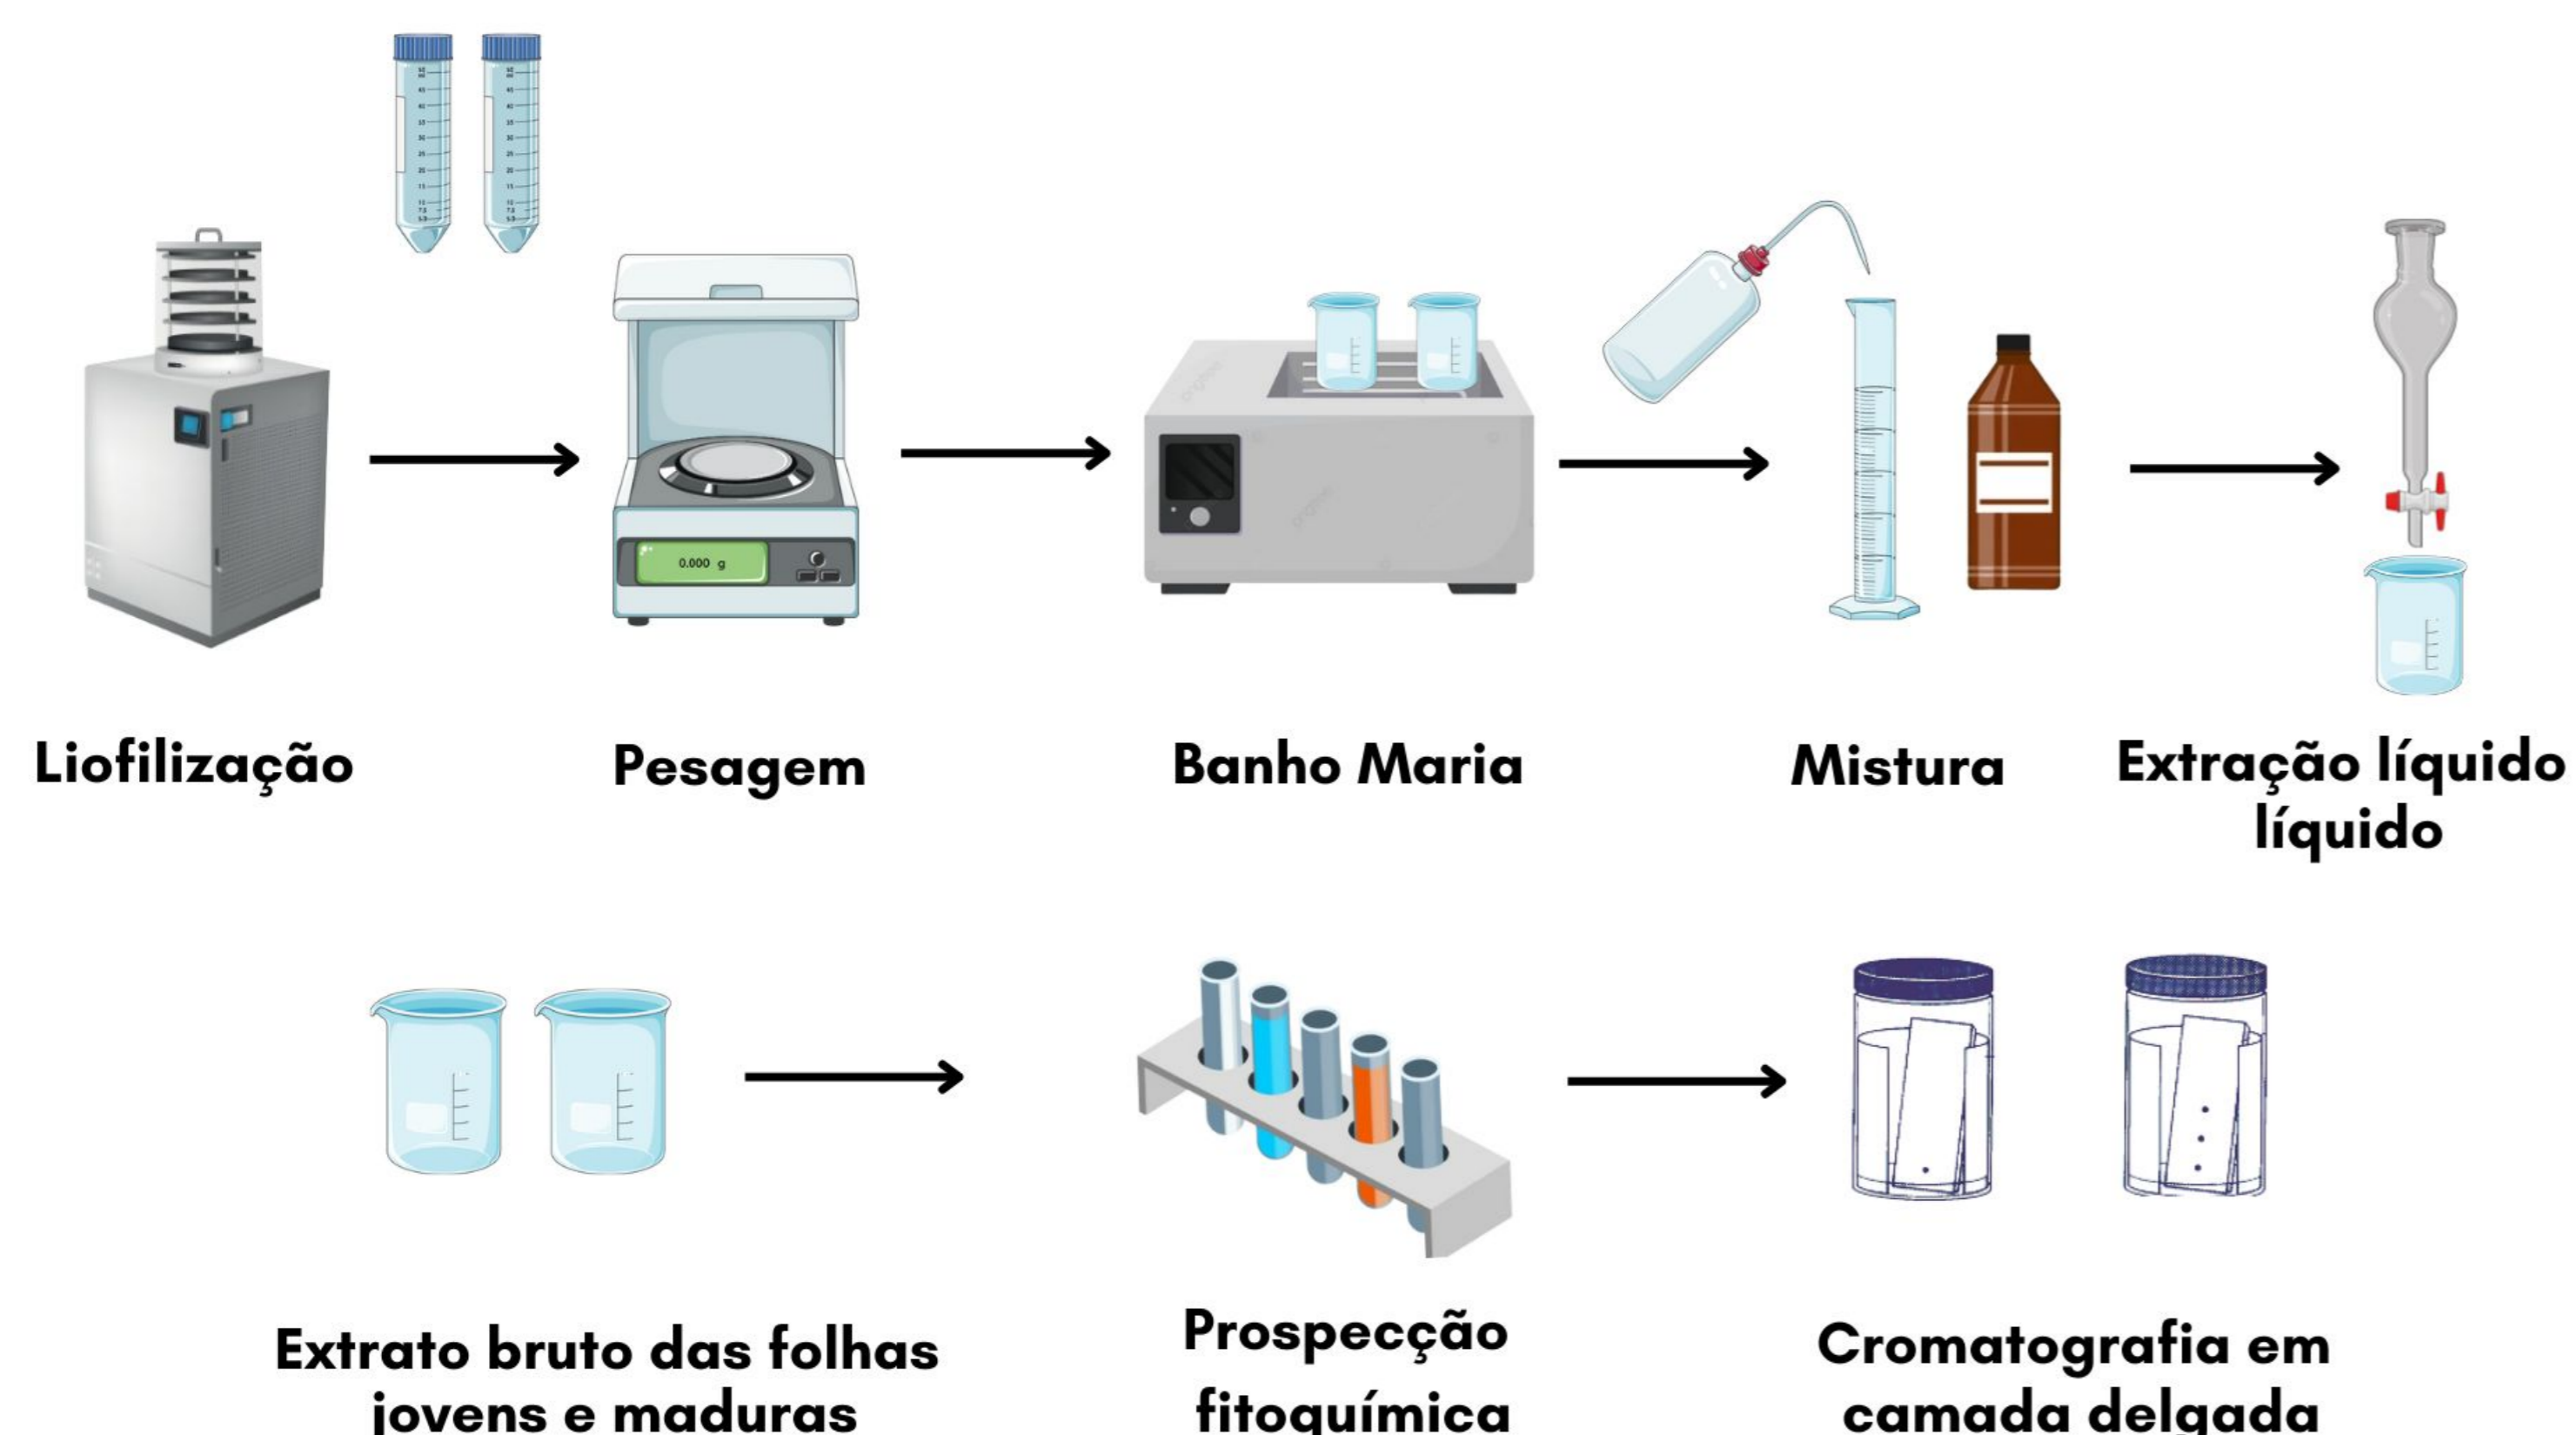 0.000 g
Liofilização
Pesagem
Banho Maria
Mistura
Extração líquido
líquido
Extrato bruto das folhas
jovens e maduras
Prospecção
fitoquímica
Cromatografia em
camada delgada